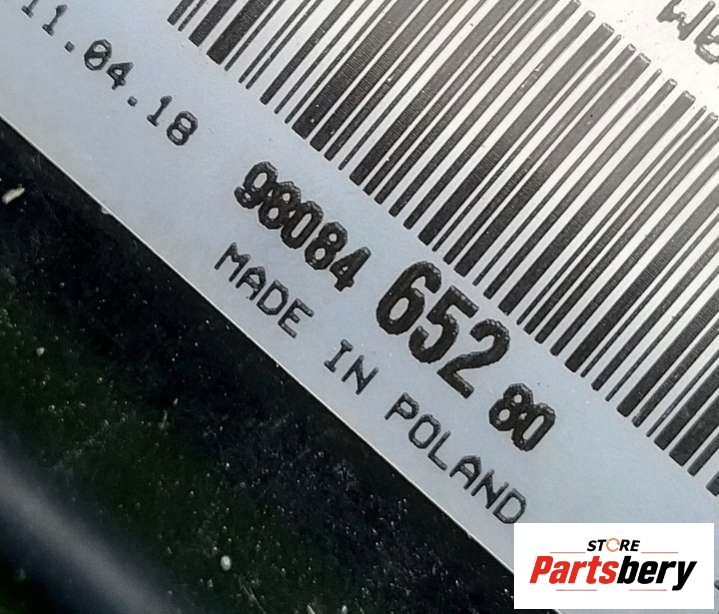 11.04.18
98084 652 80
MADE IN POLAND
STORE
Partsbery